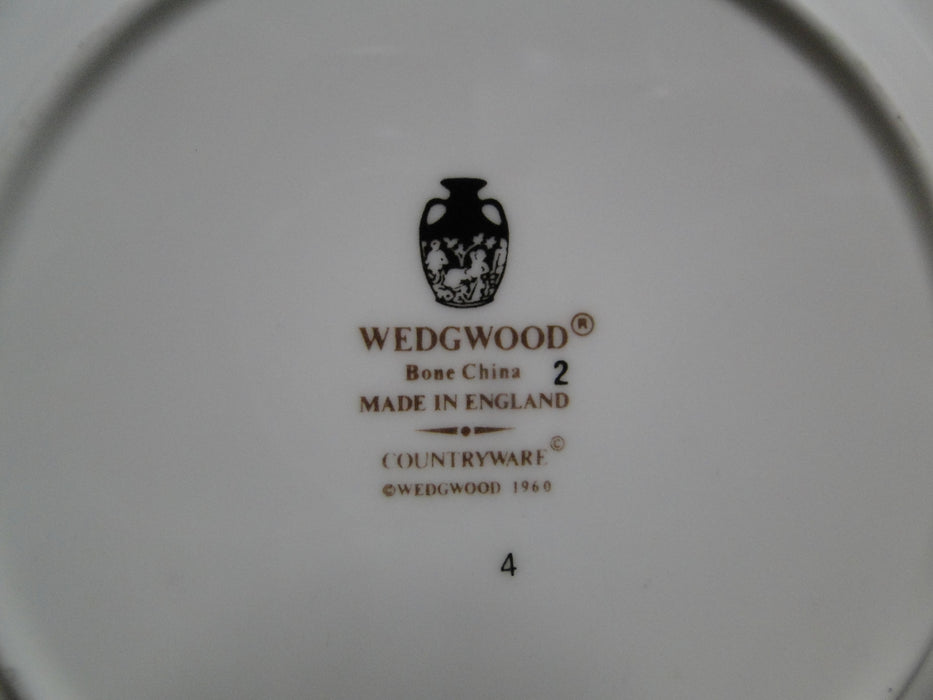 WEDGWOOD®
Bone China 2
MADE IN ENGLAND
COUNTRYWARE©
©WEDGWOOD 1960
4